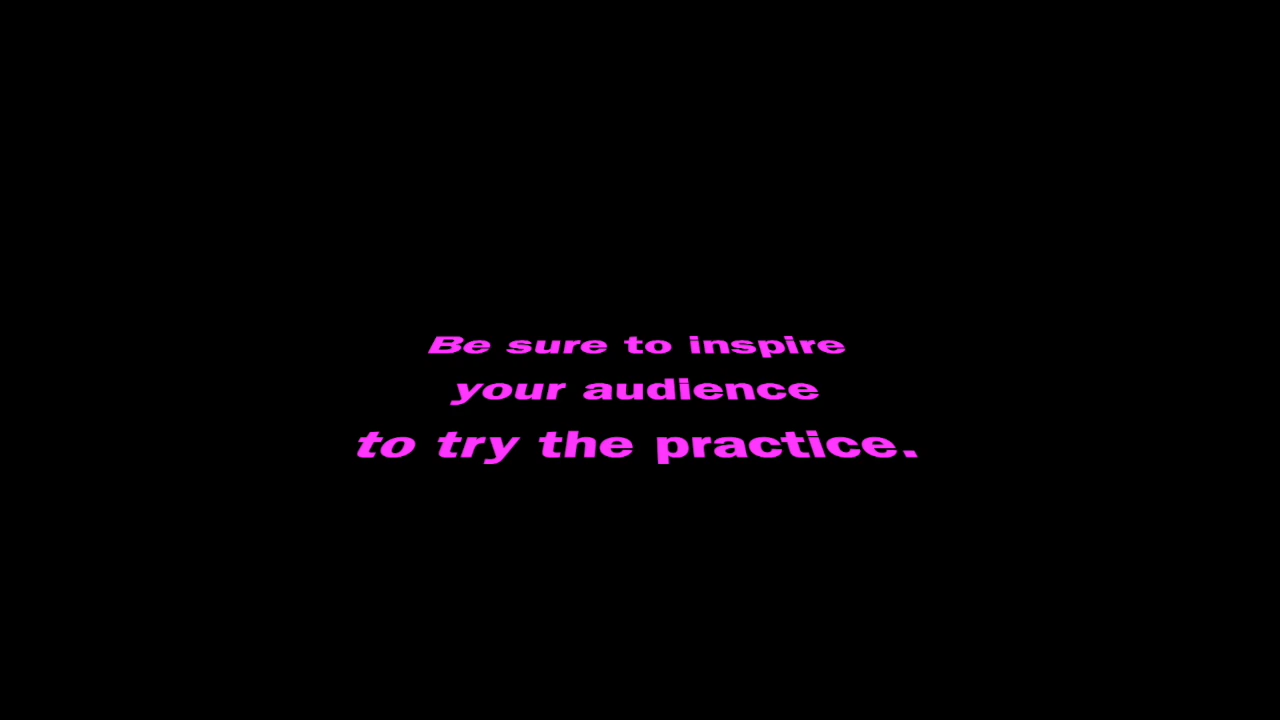 Be sure to inspire
your audience
to try the practice.